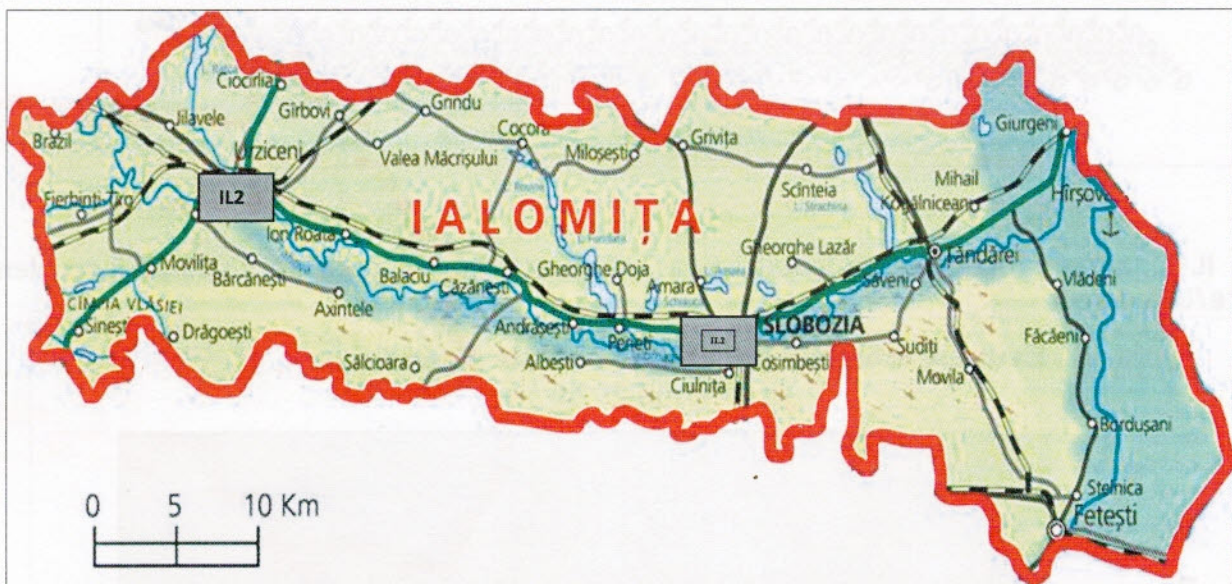 Ciocîrlia
Jilavele
Brazil
Gîrbovi
Grindu
Urziceni
Valea Măcrișului
Cocora
Miloșești
Grivița
Scînteia
Giurgeni
Mihail
Kogălniceanu
Hîrșova
IL2
IALOMIȚA
Fierbinți-Tîrg
Ion Roată
Movilița
Bărcănești
Axintele
Balaciu
Căzănești
Gheorghe Doja
Amara
Gheorghe Lazăr
Țăndărei
Săveni
Vlădeni
CÎMPIA VLĂSIEI
Sinești
Drăgoești
Andrășești
Perieți
IL2
SLOBOZIA
Cosimbești
Sudiți
Făcăeni
Sălcioara
Albești
Ciulnița
Movila
Bordușani
Stelnica
Fetești
0 5 10 Km